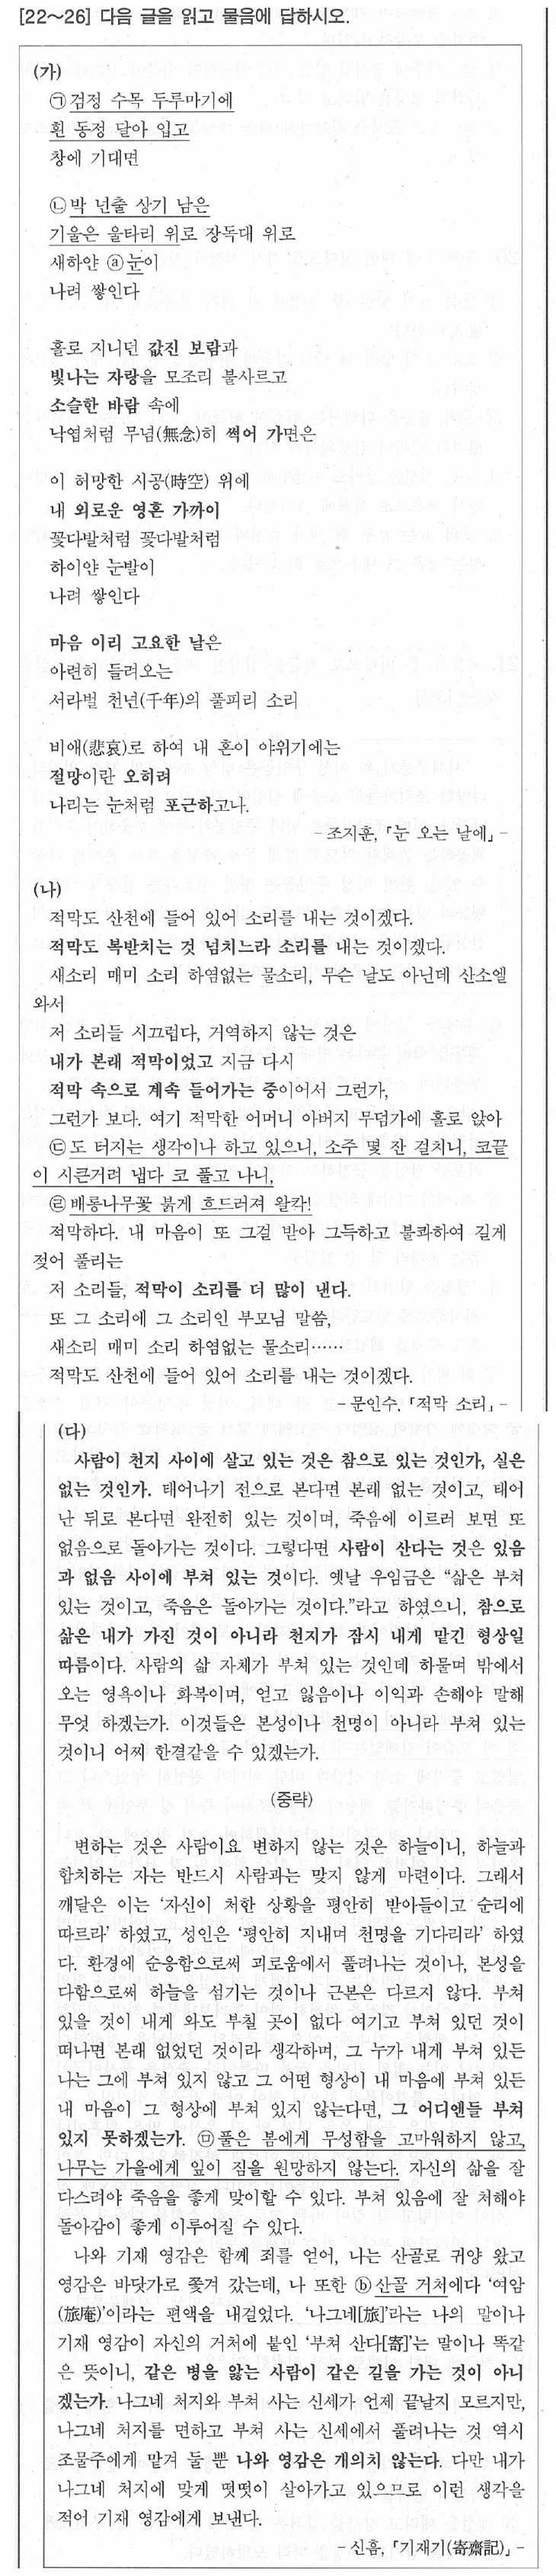 [22～26] 다음 글을 읽고 물음에 답하시오.
(가)
㉠검정 수목 두루마기에
흰 동정 달아 입고
창에 기대면
㉡박 넌출 상기 남은
기울은 울타리 위로 장독대 위로
새하얀 ⓐ눈이
나려 쌓인다
홀로 지니던 값진 보람과
빛나는 자랑을 모조리 불사르고
소슬한 바람 속에
낙엽처럼 무념(無念)히 썩어 가면은
이 허망한 시공(時空) 위에
내 외로운 영혼 가까이
꽃다발처럼 꽃다발처럼
하이얀 눈발이
나려 쌓인다
마음 이리 고요한 날은
아련히 들려오는
서라벌 천년(千年)의 풀피리 소리
비애(悲哀)로 하여 내 혼이 야위기에는
절망이란 오히려
나리는 눈처럼 포근하고나.
- 조지훈, 「눈 오는 날에」 -
(나)
적막도 산천에 들어 있어 소리를 내는 것이겠다.
적막도 복받치는 것 넘치느라 소리를 내는 것이겠다.
새소리 매미 소리 하염없는 물소리, 무슨 날도 아닌데 산소엘
와서
저 소리들 시끄럽다, 거역하지 않는 것은
내가 본래 적막이었고 지금 다시
적막 속으로 계속 들어가는 중이어서 그런가,
그런가 보다. 여기 적막한 어머니 아버지 무덤가에 홀로 앉아
㉢도 터지는 생각이나 하고 있으니, 소주 몇 잔 걸치니, 코끝
이 시큰거려 냅다 코 풀고 나니,
㉣배롱나무꽃 붉게 흐드러져 왈칵!
적막하다. 내 마음이 또 그걸 받아 그득하고 불콰하여 길게
젖어 풀리는
저 소리들, 적막이 소리를 더 많이 낸다.
또 그 소리에 그 소리인 부모님 말씀,
새소리 매미 소리 하염없는 물소리……
적막도 산천에 들어 있어 소리를 내는 것이겠다.
- 문인수, 「적막 소리」 -
(다)
사람이 천지 사이에 살고 있는 것은 참으로 있는 것인가, 실은
없는 것인가. 태어나기 전으로 본다면 본래 없는 것이고, 태어
난 뒤로 본다면 완전히 있는 것이며, 죽음에 이르러 보면 또
없음으로 돌아가는 것이다. 그렇다면 사람이 산다는 것은 있음
과 없음 사이에 부쳐 있는 것이다. 옛날 우임금은 “삶은 부쳐
있는 것이고, 죽음은 돌아가는 것이다.”라고 하였으니, 참으로
삶은 내가 가진 것이 아니라 천지가 잠시 내게 맡긴 형상일
따름이다. 사람의 삶 자체가 부쳐 있는 것인데 하물며 밖에서
오는 영욕이나 화복이며, 얻고 잃음이나 이익과 손해야 말해
무엇 하겠는가. 이것들은 본성이나 천명이 아니라 부쳐 있는
것이니 어찌 한결같을 수 있겠는가.
(중략)
변하는 것은 사람이요 변하지 않는 것은 하늘이니, 하늘과
합치하는 자는 반드시 사람과는 맞지 않게 마련이다. 그래서
깨달은 이는 ‘자신이 처한 상황을 평안히 받아들이고 순리에
따르라’ 하였고, 성인은 ‘평안히 지내며 천명을 기다리라’ 하였
다. 환경에 순응함으로써 괴로움에서 풀려나는 것이나, 본성을
다함으로써 하늘을 섬기는 것이나 근본은 다르지 않다. 부쳐
있을 것이 내게 와도 부칠 곳이 없다 여기고 부쳐 있던 것이
떠나면 본래 없었던 것이라 생각하며, 그 누가 내게 부쳐 있든
나는 그에 부쳐 있지 않고 그 어떤 형상이 내 마음에 부쳐 있든
내 마음이 그 형상에 부쳐 있지 않는다면, 그 어디엔들 부쳐
있지 못하겠는가. ㉤풀은 봄에게 무성함을 고마워하지 않고,
나무는 가을에게 잎이 짐을 원망하지 않는다. 자신의 삶을 잘
다스려야 죽음을 좋게 맞이할 수 있다. 부쳐 있음에 잘 처해야
돌아감이 좋게 이루어질 수 있다.
나와 기재 영감은 함께 죄를 얻어, 나는 산골로 귀양 왔고
영감은 바닷가로 쫓겨 갔는데, 나 또한 ⓑ산골 거처에다 ‘여암
(旅庵)’이라는 편액을 내걸었다. ‘나그네[旅]’라는 나의 말이나
기재 영감이 자신의 거처에 붙인 ‘부쳐 산다[寄]’는 말이나 똑같
은 뜻이니, 같은 병을 앓는 사람이 같은 길을 가는 것이 아니
겠는가. 나그네 처지와 부쳐 사는 신세가 언제 끝날지 모르지만,
나그네 처지를 면하고 부쳐 사는 신세에서 풀려나는 것 역시
조물주에게 맡겨 둘 뿐 나와 영감은 개의치 않는다. 다만 내가
나그네 처지에 맞게 떳떳이 살아가고 있으므로 이런 생각을
적어 기재 영감에게 보낸다.
- 신흠, 「기재기(寄齋記)」 -